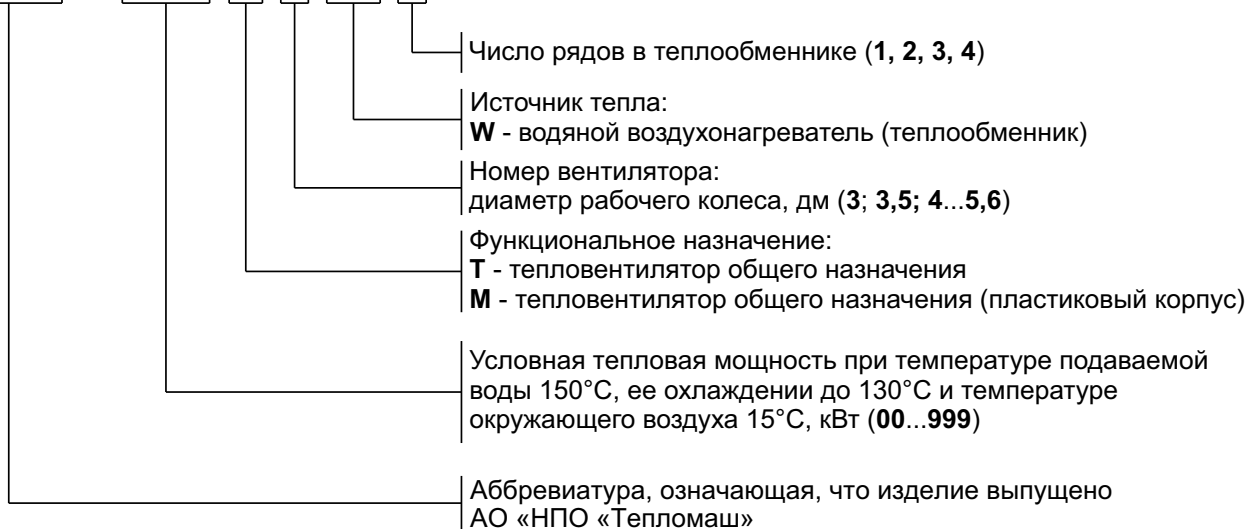 Число рядов в теплообменнике (1, 2, 3, 4)
Источник тепла:
W - водяной воздухонагреватель (теплообменник)
Номер вентилятора:
диаметр рабочего колеса, дм (3; 3,5; 4...5,6)
Функциональное назначение:
Т - тепловентилятор общего назначения
М - тепловентилятор общего назначения (пластиковый корпус)
Условная тепловая мощность при температуре подаваемой
воды 150°С, ее охлаждении до 130°С и температуре
окружающего воздуха 15°С, кВт (00...999)
Аббревиатура, означающая, что изделие выпущено
АО «НПО «Тепломаш»